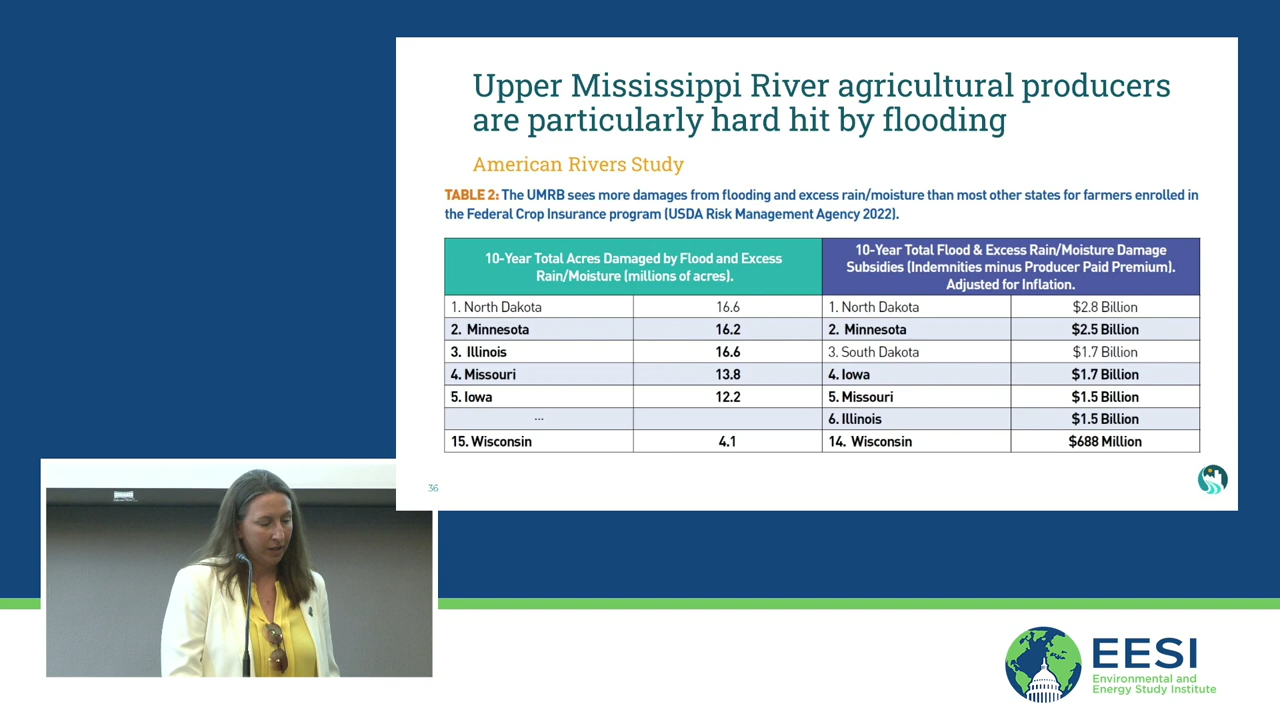 Upper Mississippi River agricultural producers
are particularly hard hit by flooding
American Rivers Study
TABLE 2: The UMRB sees more damages from flooding and excess rain/moisture than most other states for farmers enrolled in
the Federal Crop Insurance program (USDA Risk Management Agency 2022).
10-Year Total Acres Damaged by Flood and Excess
Rain/Moisture (millions of acres).
10-Year Total Flood & Excess Rain/Moisture Damage
Subsidies (Indemnities minus Producer Paid Premium).
Adjusted for Inflation.
1. North Dakota 16.6 1. North Dakota $2.8 Billion
2. Minnesota 16.2 2. Minnesota $2.5 Billion
3. Illinois 16.6 3. South Dakota $1.7 Billion
4. Missouri 13.8 4. Iowa $1.7 Billion
5. Iowa 12.2 5. Missouri $1.5 Billion
... 6. Illinois $1.5 Billion
15. Wisconsin 4.1 14. Wisconsin $688 Million
36
EESI
Environmental and
Energy Study Institute